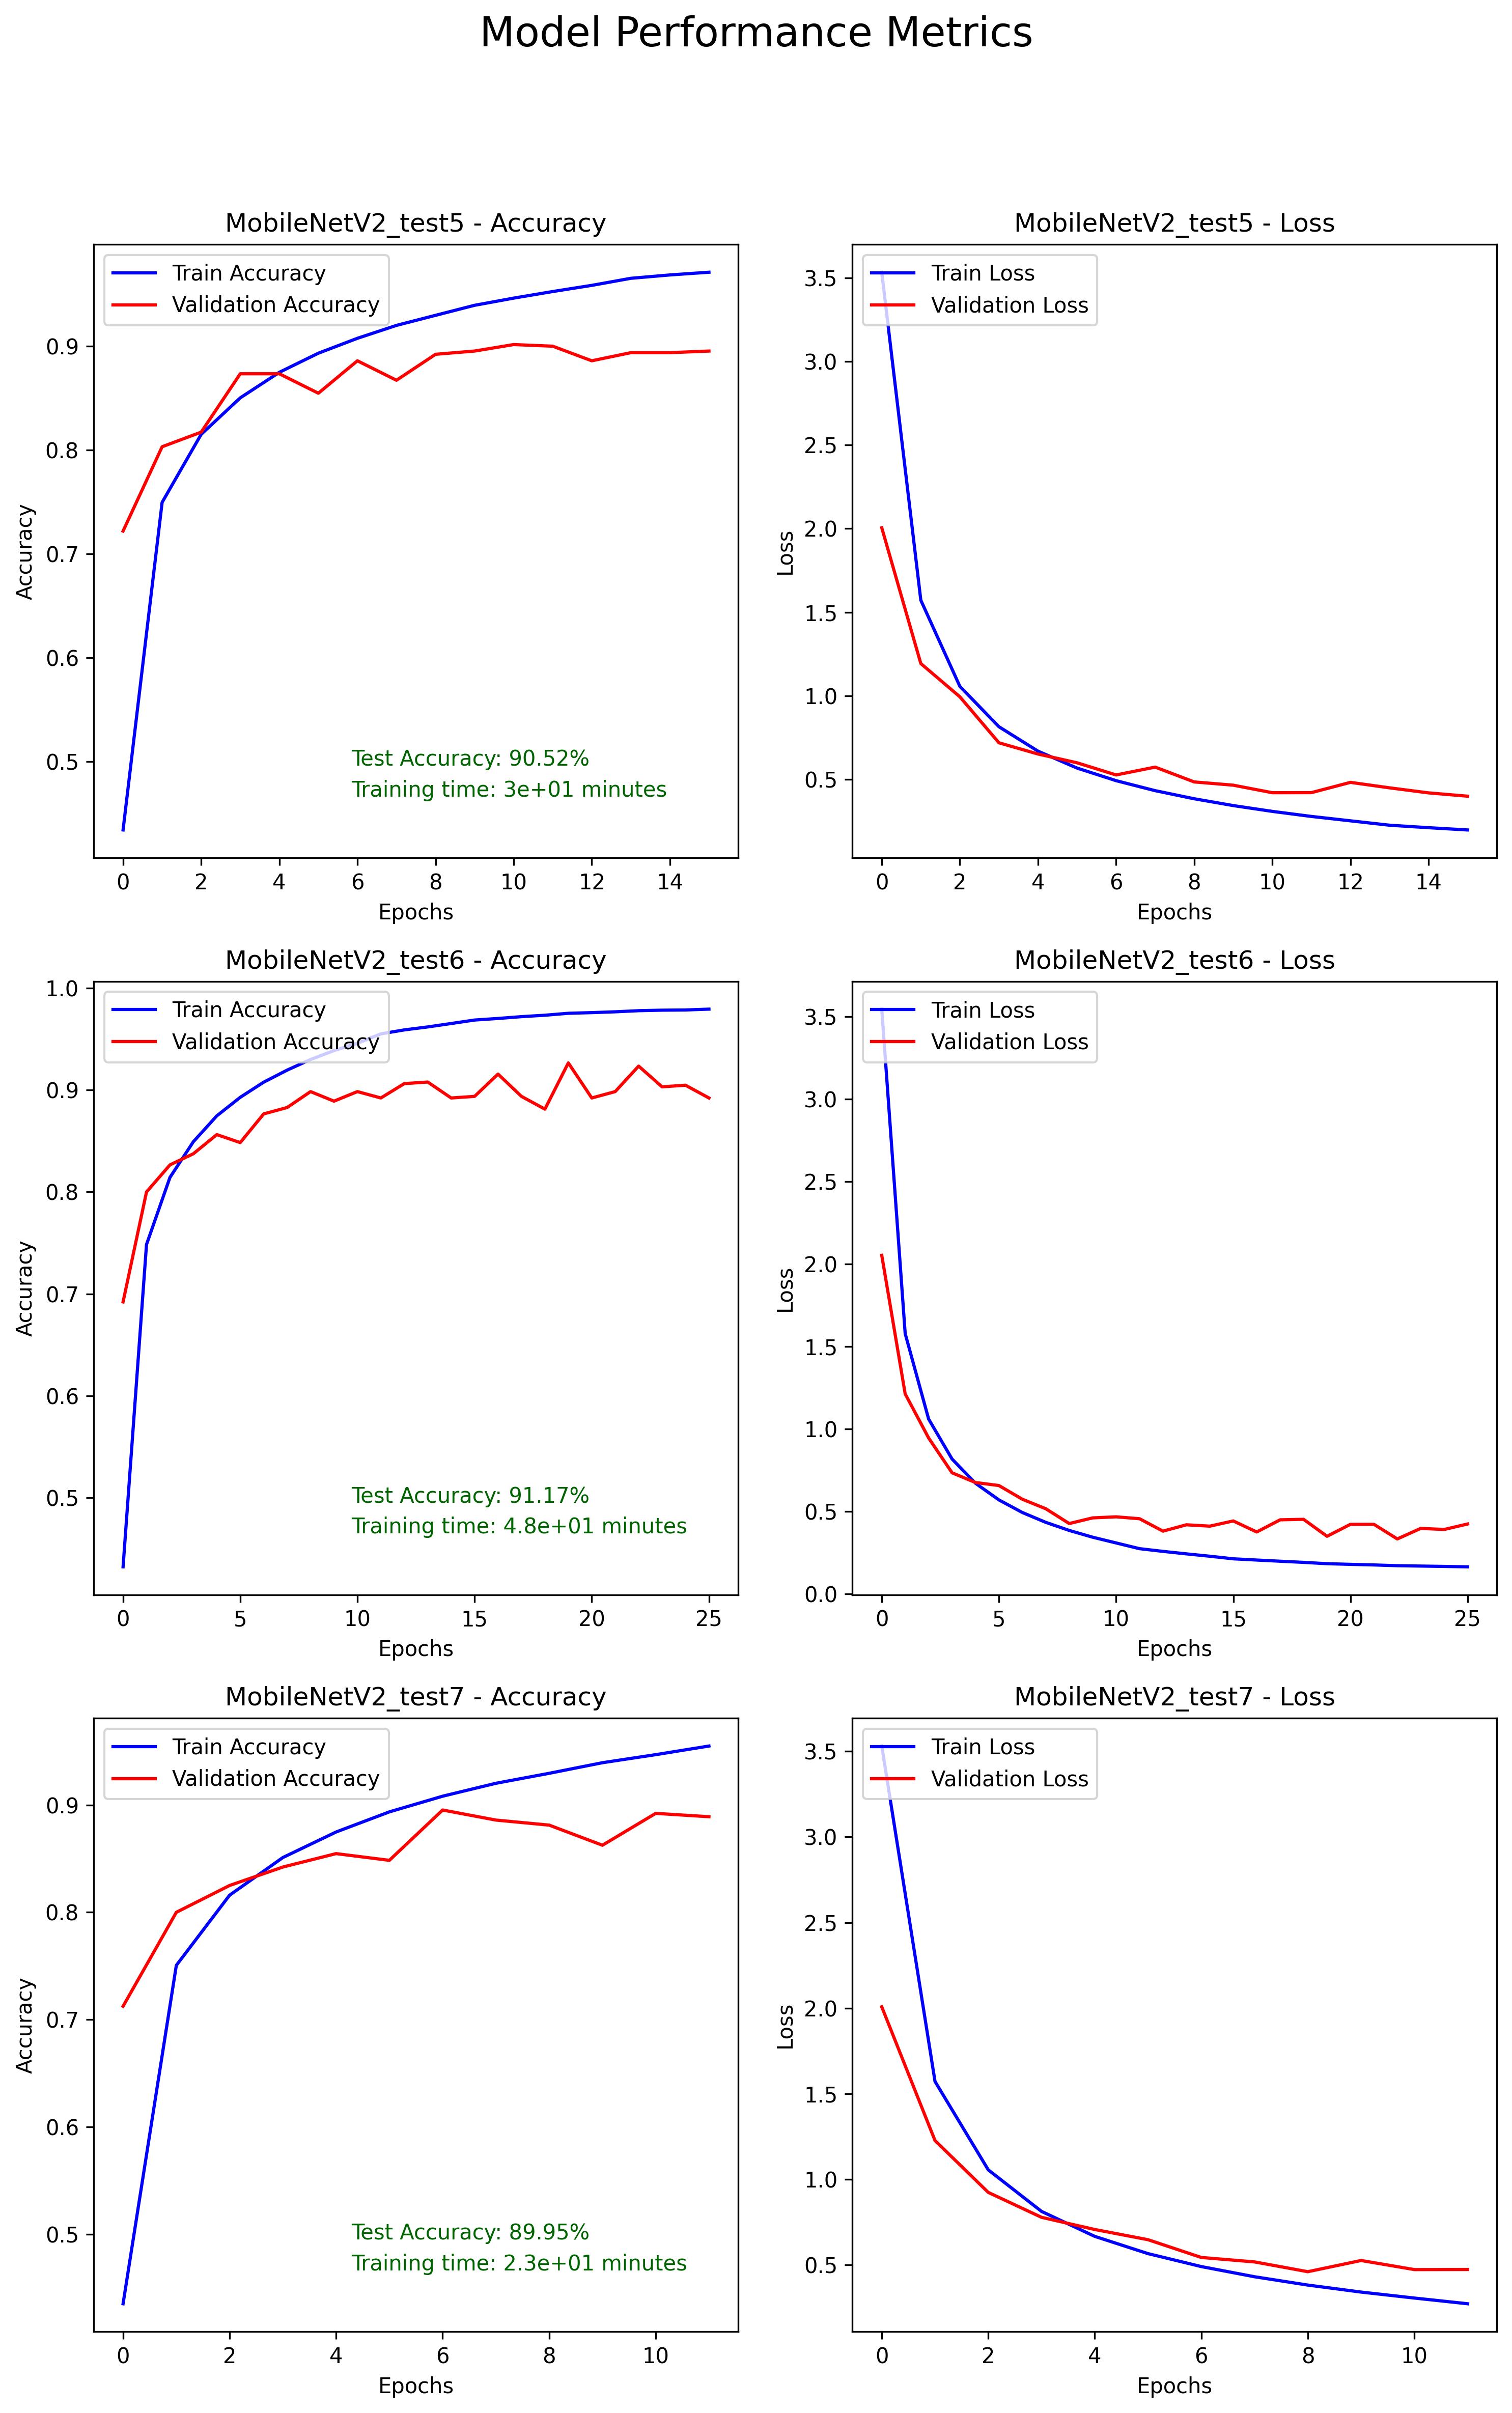 Model Performance Metrics
MobileNetV2_test5 - Accuracy
Train Accuracy
Validation Accuracy
0.9
0.8
0.7
0.6
0.5
Accuracy
Test Accuracy: 90.52%
Training time: 3e+01 minutes
0 2 4 6 8 10 12 14
Epochs
MobileNetV2_test5 - Loss
Train Loss
Validation Loss
3.5
3.0
2.5
2.0
1.5
1.0
0.5
Loss
0 2 4 6 8 10 12 14
Epochs
MobileNetV2_test6 - Accuracy
Train Accuracy
Validation Accuracy
1.0
0.9
0.8
0.7
0.6
0.5
Accuracy
Test Accuracy: 91.17%
Training time: 4.8e+01 minutes
0 5 10 15 20 25
Epochs
MobileNetV2_test6 - Loss
Train Loss
Validation Loss
3.5
3.0
2.5
2.0
1.5
1.0
0.5
0.0
Loss
0 5 10 15 20 25
Epochs
MobileNetV2_test7 - Accuracy
Train Accuracy
Validation Accuracy
0.9
0.8
0.7
0.6
0.5
Accuracy
Test Accuracy: 89.95%
Training time: 2.3e+01 minutes
0 2 4 6 8 10
Epochs
MobileNetV2_test7 - Loss
Train Loss
Validation Loss
3.5
3.0
2.5
2.0
1.5
1.0
0.5
Loss
0 2 4 6 8 10
Epochs